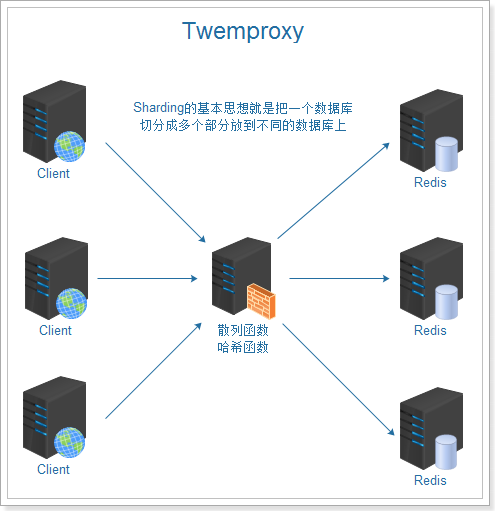 Twemproxy
Sharding的基本思想就是把一个数据库
切分成多个部分放到不同的数据库上
Client
Redis
Client
散列函数
哈希函数
Redis
Client
Redis